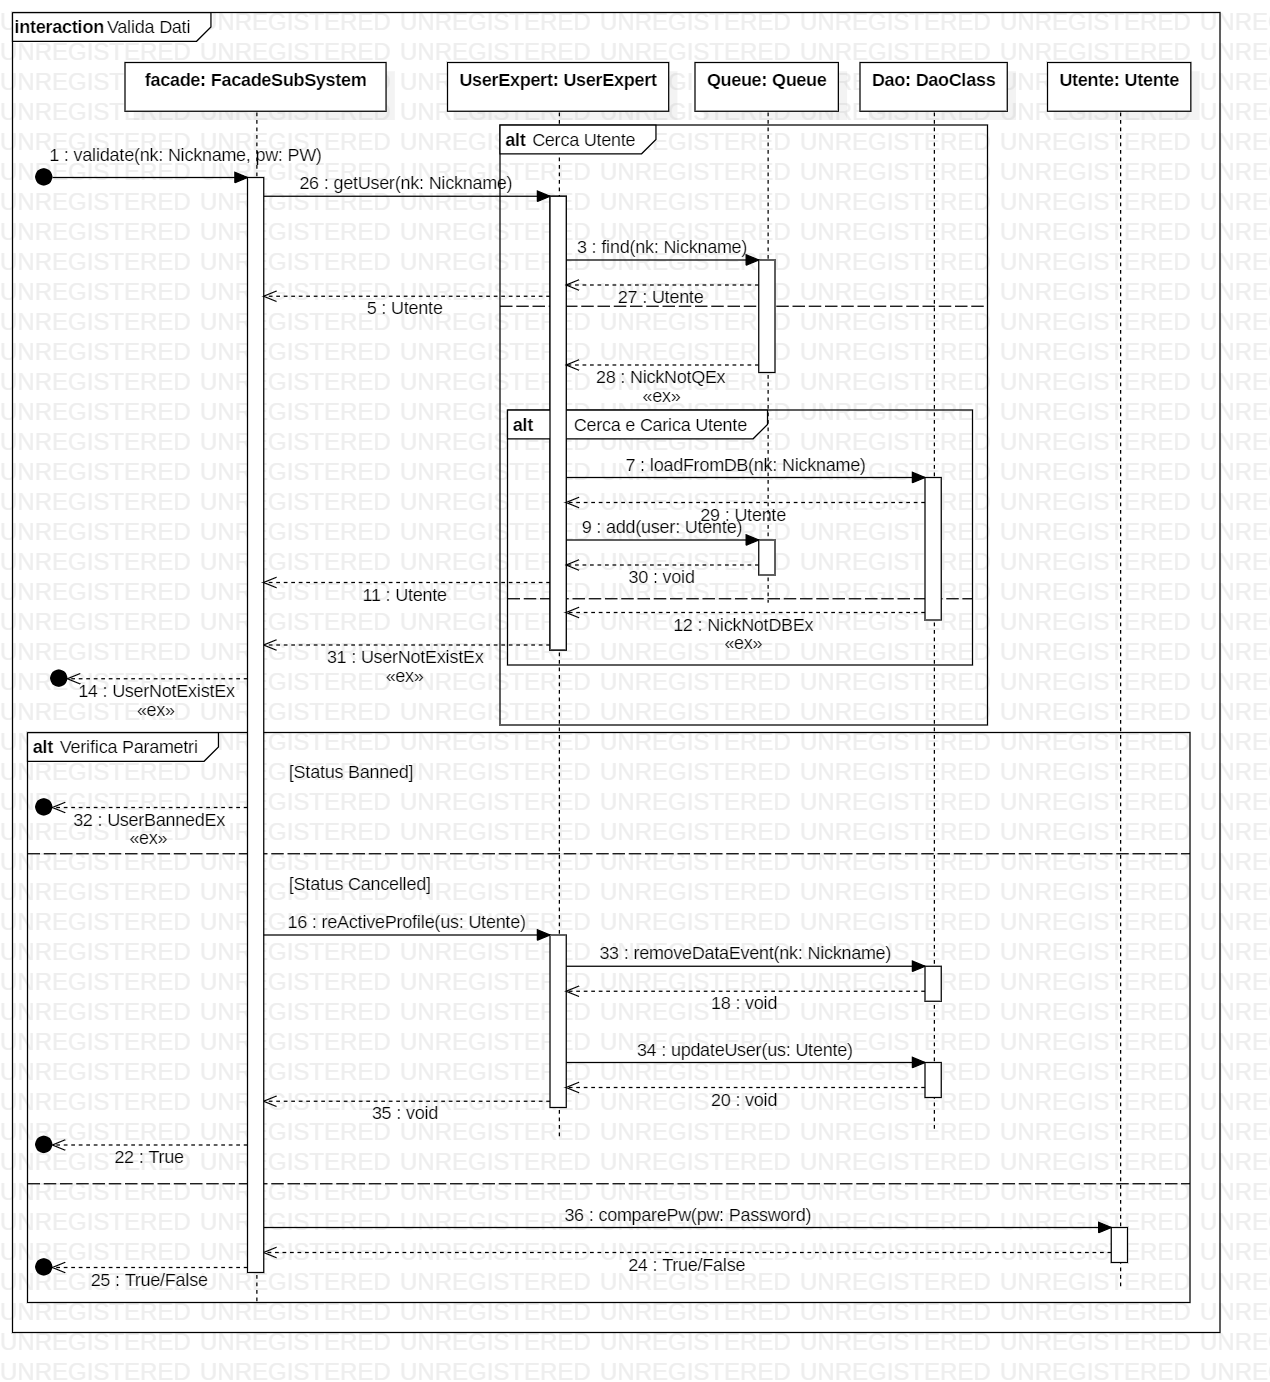 interaction Valida Dati
facade: FacadeSubSystem
UserExpert: UserExpert
Queue: Queue
Dao: DaoClass
Utente: Utente
alt Cerca Utente
1 : validate(nk: Nickname, pw: PW)
26 : getUser(nk: Nickname)
3 : find(nk: Nickname)
27 : Utente
5 : Utente
28 : NickNotQEx
«ex»
alt Cerca e Carica Utente
7 : loadFromDB(nk: Nickname)
29 : Utente
9 : add(user: Utente)
30 : void
11 : Utente
12 : NickNotDBEx
«ex»
31 : UserNotExistEx
«ex»
14 : UserNotExistEx
«ex»
alt Verifica Parametri
[Status Banned]
32 : UserBannedEx
«ex»
[Status Cancelled]
16 : reActiveProfile(us: Utente)
33 : removeDataEvent(nk: Nickname)
18 : void
34 : updateUser(us: Utente)
20 : void
35 : void
22 : True
36 : comparePw(pw: Password)
24 : True/False
25 : True/False
UNREGISTERED